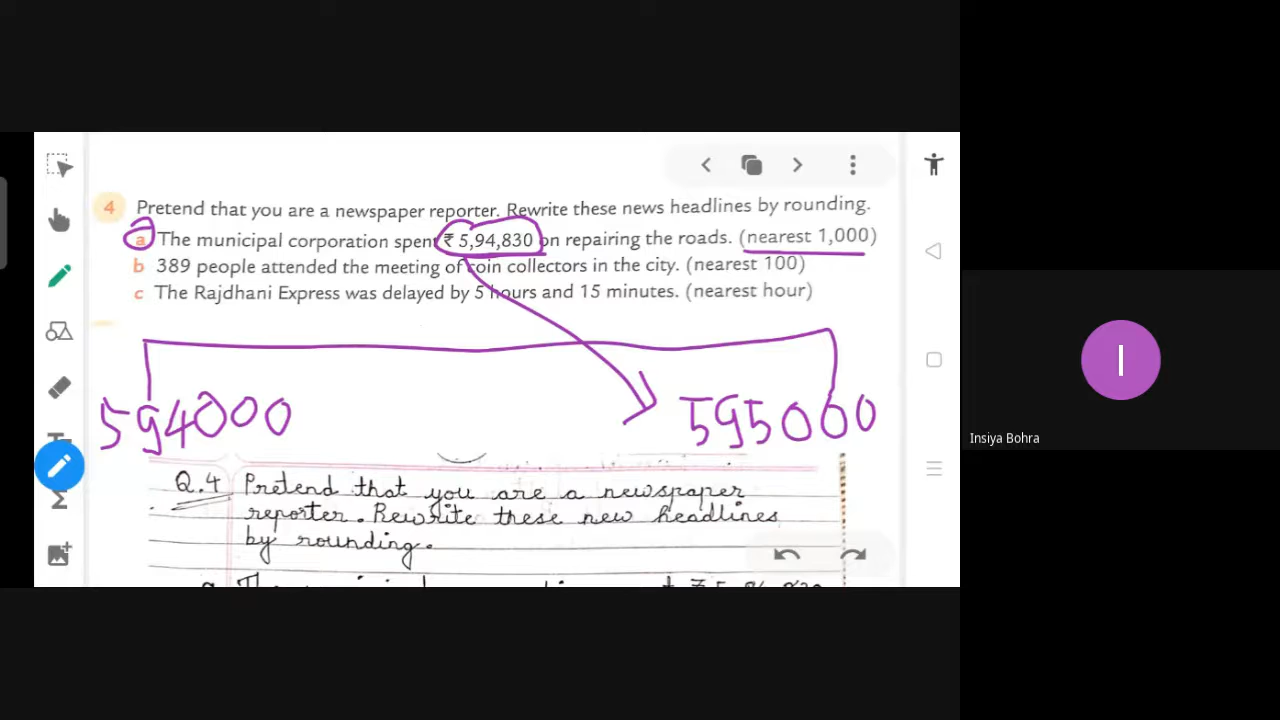 4 Pretend that you are a newspaper reporter. Rewrite these news headlines by rounding.
a The municipal corporation spent ₹ 5,94,830 on repairing the roads. (nearest 1,000)
b 389 people attended the meeting of coin collectors in the city. (nearest 100)
c The Rajdhani Express was delayed by 5 hours and 15 minutes. (nearest hour)
594000 595000
Q.4 Pretend that you are a newspaper
reporter. Rewrite these new headlines
by rounding.
Insiya Bohra
I